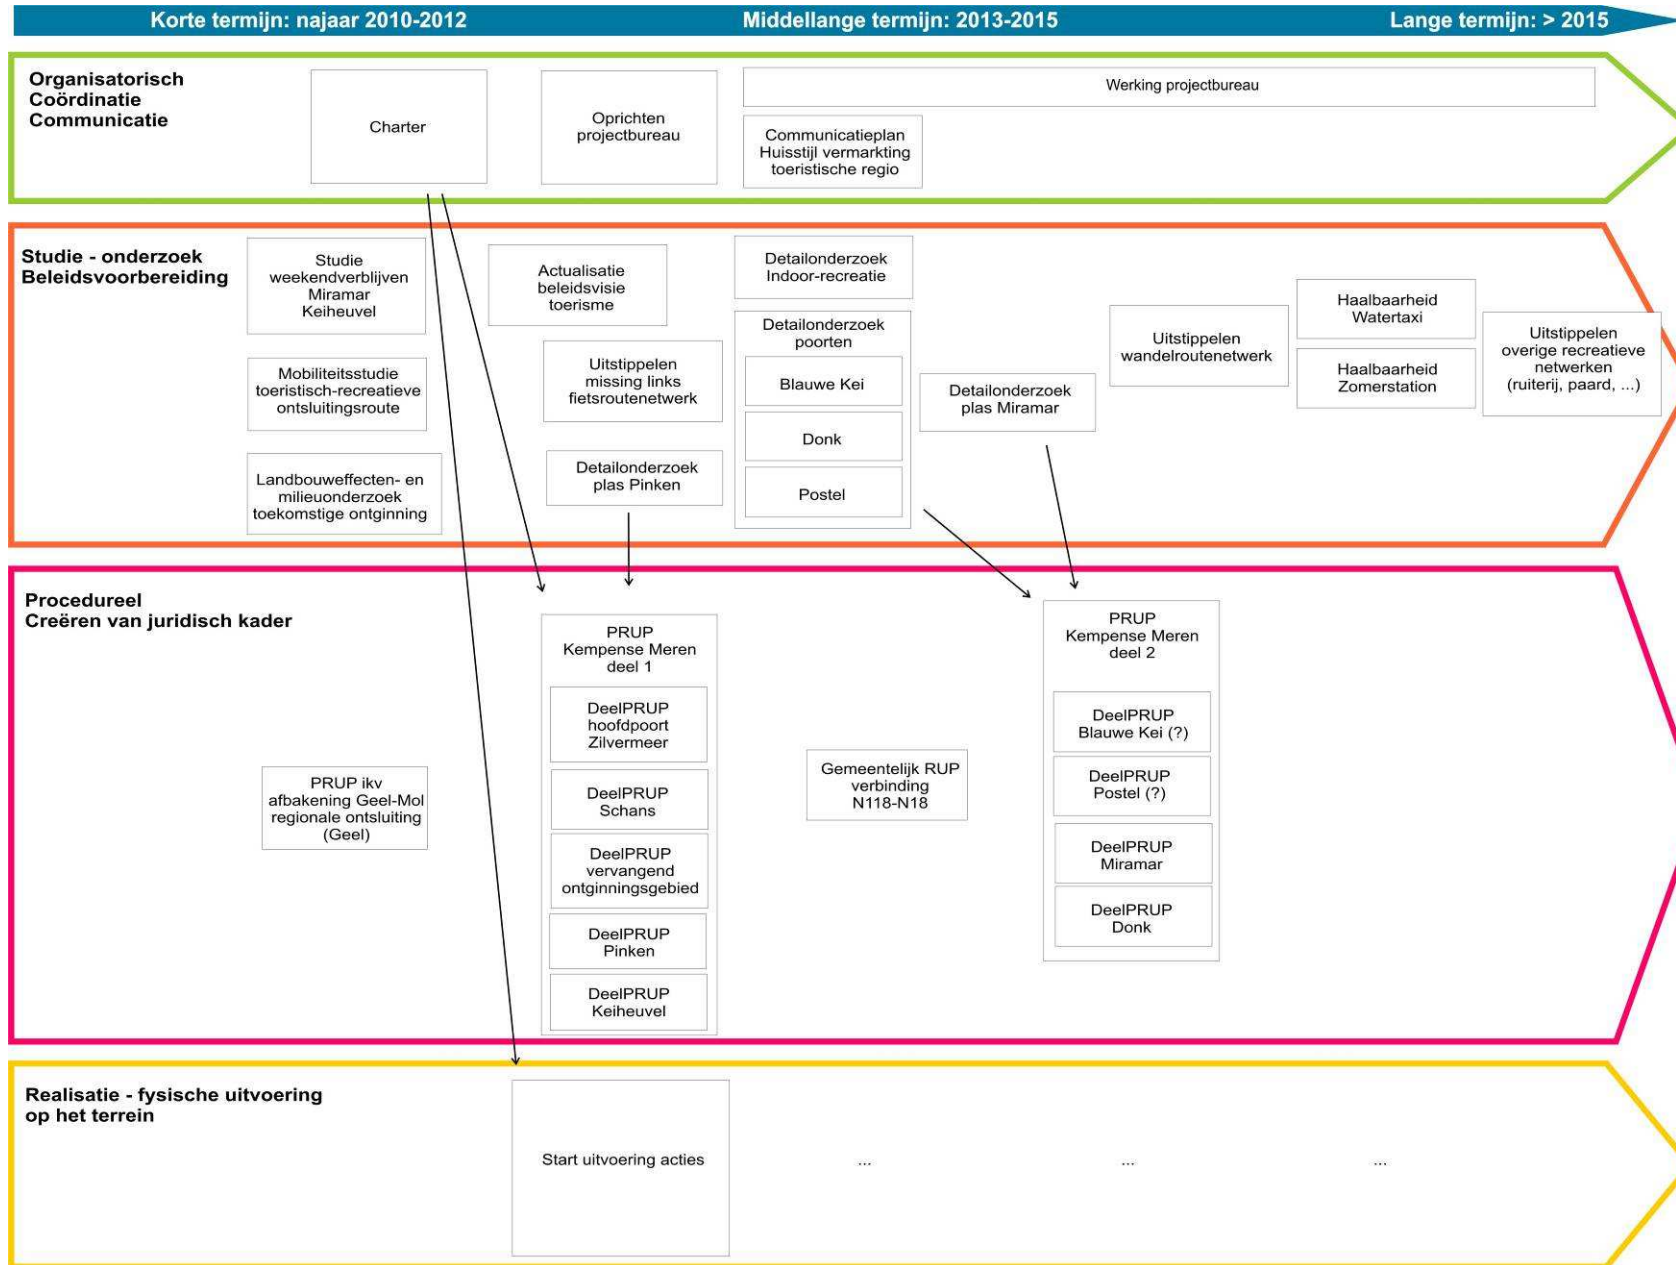 Korte termijn: najaar 2010-2012
Middellange termijn: 2013-2015
Lange termijn: > 2015
Organisatorisch
Coördinatie
Communicatie
Charter
Oprichten
projectbureau
Werking projectbureau
Communicatieplan
Huisstijl vermarkting
toeristische regio
Studie - onderzoek
Beleidsvoorbereiding
Studie
weekendverblijven
Miramar
Keiheuvel
Mobiliteitsstudie
toeristisch-recreatieve
ontsluitingsroute
Landbouweffecten- en
milieuonderzoek
toekomstige ontginning
Actualisatie
beleidsvisie
toerisme
Uitstippelen
missing links
fietsroutenetwerk
Detailonderzoek
plas Pinken
Detailonderzoek
Indoor-recreatie
Detailonderzoek
poorten
Blauwe Kei
Donk
Postel
Detailonderzoek
plas Miramar
Uitstippelen
wandelroutenetwerk
Haalbaarheid
Watertaxi
Haalbaarheid
Zomerstation
Uitstippelen
overige recreatieve
netwerken
(ruiterij, paard, ...)
Procedureel
Creëren van juridisch kader
PRUP ikv
afbakening Geel-Mol
regionale ontsluiting
(Geel)
PRUP
Kempense Meren
deel 1
DeelPRUP
hoofdpoort
Zilvermeer
DeelPRUP
Schans
DeelPRUP
vervangend
ontginningsgebied
DeelPRUP
Pinken
DeelPRUP
Keiheuvel
Gemeentelijk RUP
verbinding
N118-N18
PRUP
Kempense Meren
deel 2
DeelPRUP
Blauwe Kei (?)
DeelPRUP
Postel (?)
DeelPRUP
Miramar
DeelPRUP
Donk
Realisatie - fysische uitvoering
op het terrein
Start uitvoering acties
...
...
...